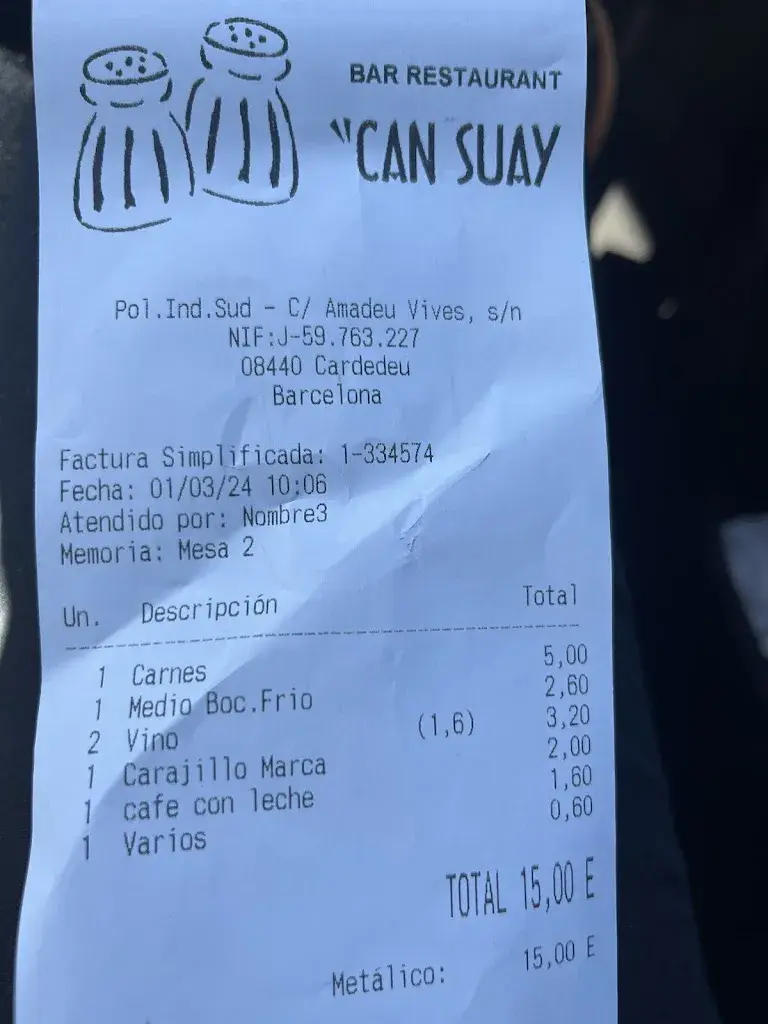 BAR RESTAURANT
"CAN SUAY
Pol.Ind.Sud - C/ Amadeu Vives, s/n
NIF:J-59.763.227
08440 Cardedeu
Barcelona
Factura Simplificada: 1-334574
Fecha: 01/03/24 10:06
Atendido por: Nombre3
Memoria: Mesa 2
Un. Descripción Total
1 Carnes 5,00
1 Medio Boc.Frio 2,60
2 Vino (1,6) 3,20
1 Carajillo Marca 2,00
1 cafe con leche 1,60
1 Varios 0,60
TOTAL 15,00 E
Metálico: 15,00 E